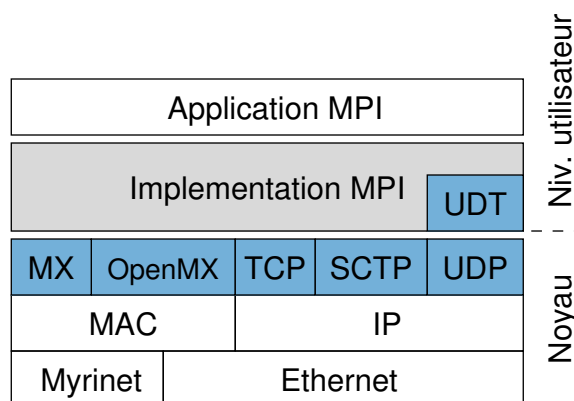 Application MPI
Implementation MPI
UDT
Niv. utilisateur
MX OpenMX TCP SCTP UDP
MAC IP
Myrinet Ethernet
Noyau